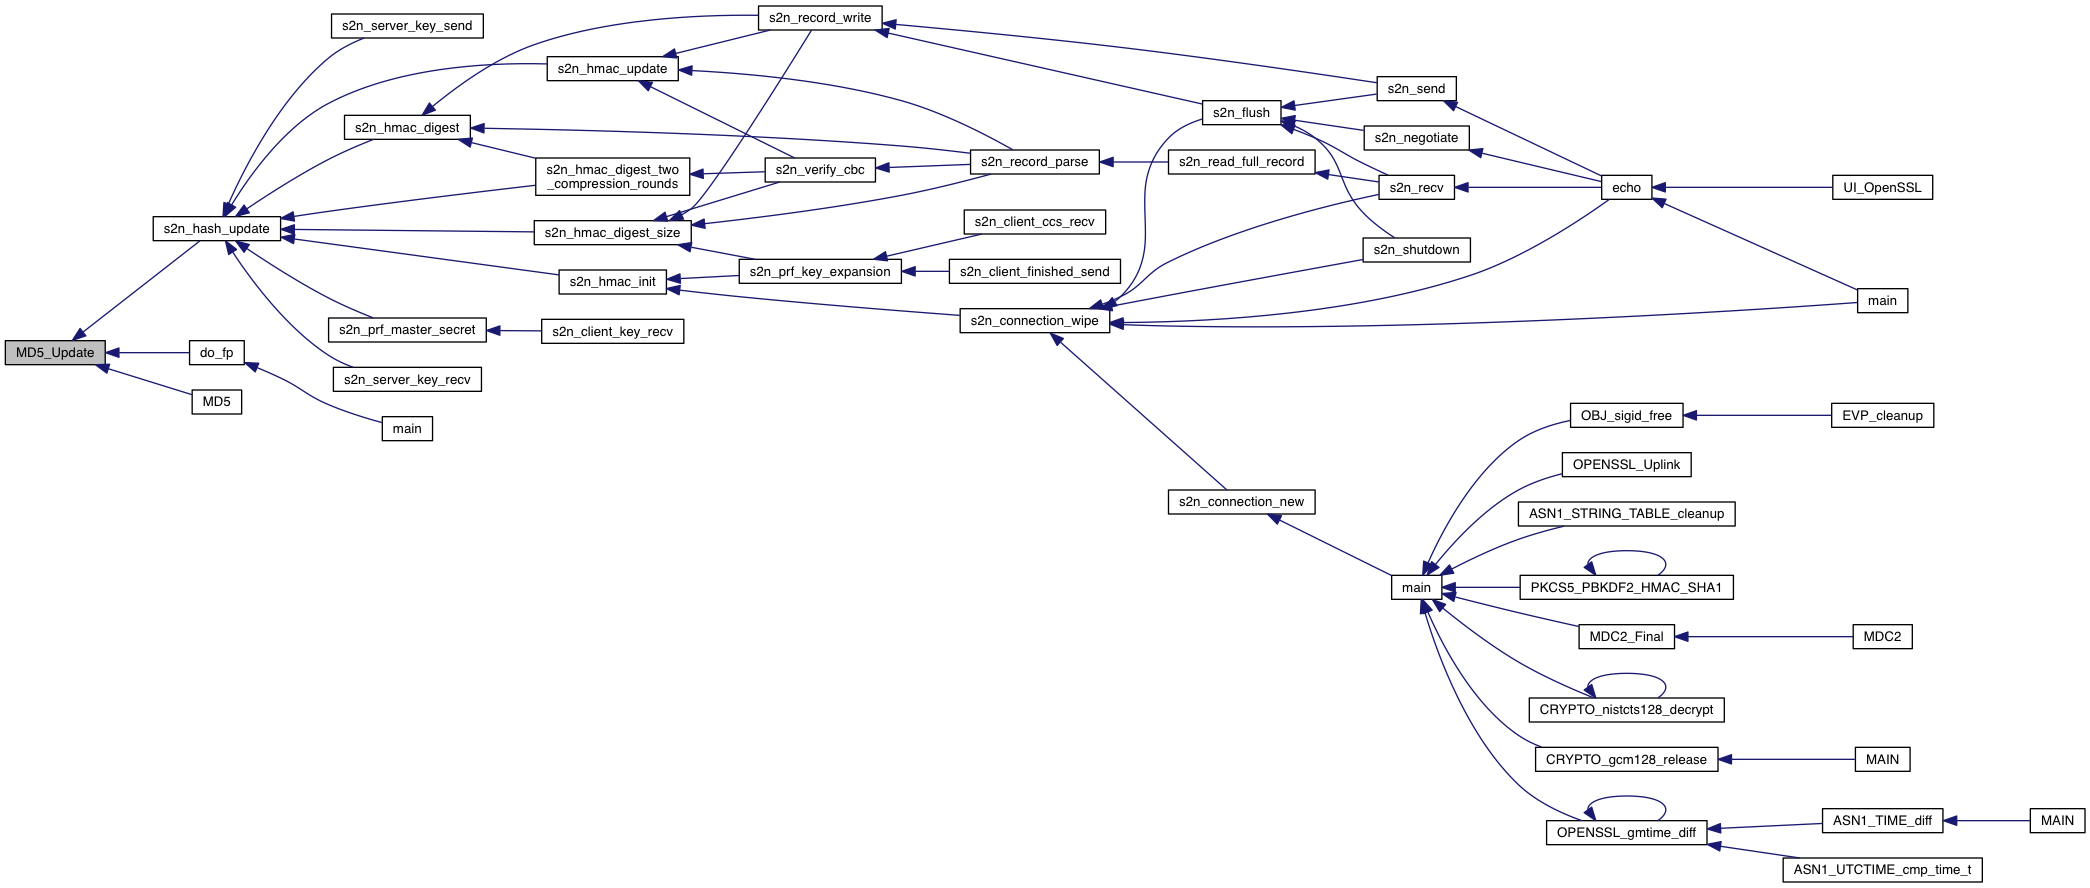 MD5_Update
s2n_hash_update
do_fp
MD5
main
s2n_server_key_send
s2n_hmac_digest
s2n_prf_master_secret
s2n_server_key_recv
s2n_hmac_update
s2n_hmac_digest_two
_compression_rounds
s2n_hmac_digest_size
s2n_hmac_init
s2n_client_key_recv
s2n_record_write
s2n_verify_cbc
s2n_prf_key_expansion
s2n_record_parse
s2n_client_ccs_recv
s2n_client_finished_send
s2n_connection_wipe
s2n_flush
s2n_read_full_record
s2n_connection_new
s2n_send
s2n_negotiate
s2n_recv
s2n_shutdown
main
echo
UI_OpenSSL
main
OBJ_sigid_free
EVP_cleanup
OPENSSL_Uplink
ASN1_STRING_TABLE_cleanup
PKCS5_PBKDF2_HMAC_SHA1
MDC2_Final
MDC2
CRYPTO_nistcts128_decrypt
CRYPTO_gcm128_release
MAIN
OPENSSL_gmtime_diff
ASN1_TIME_diff
MAIN
ASN1_UTCTIME_cmp_time_t